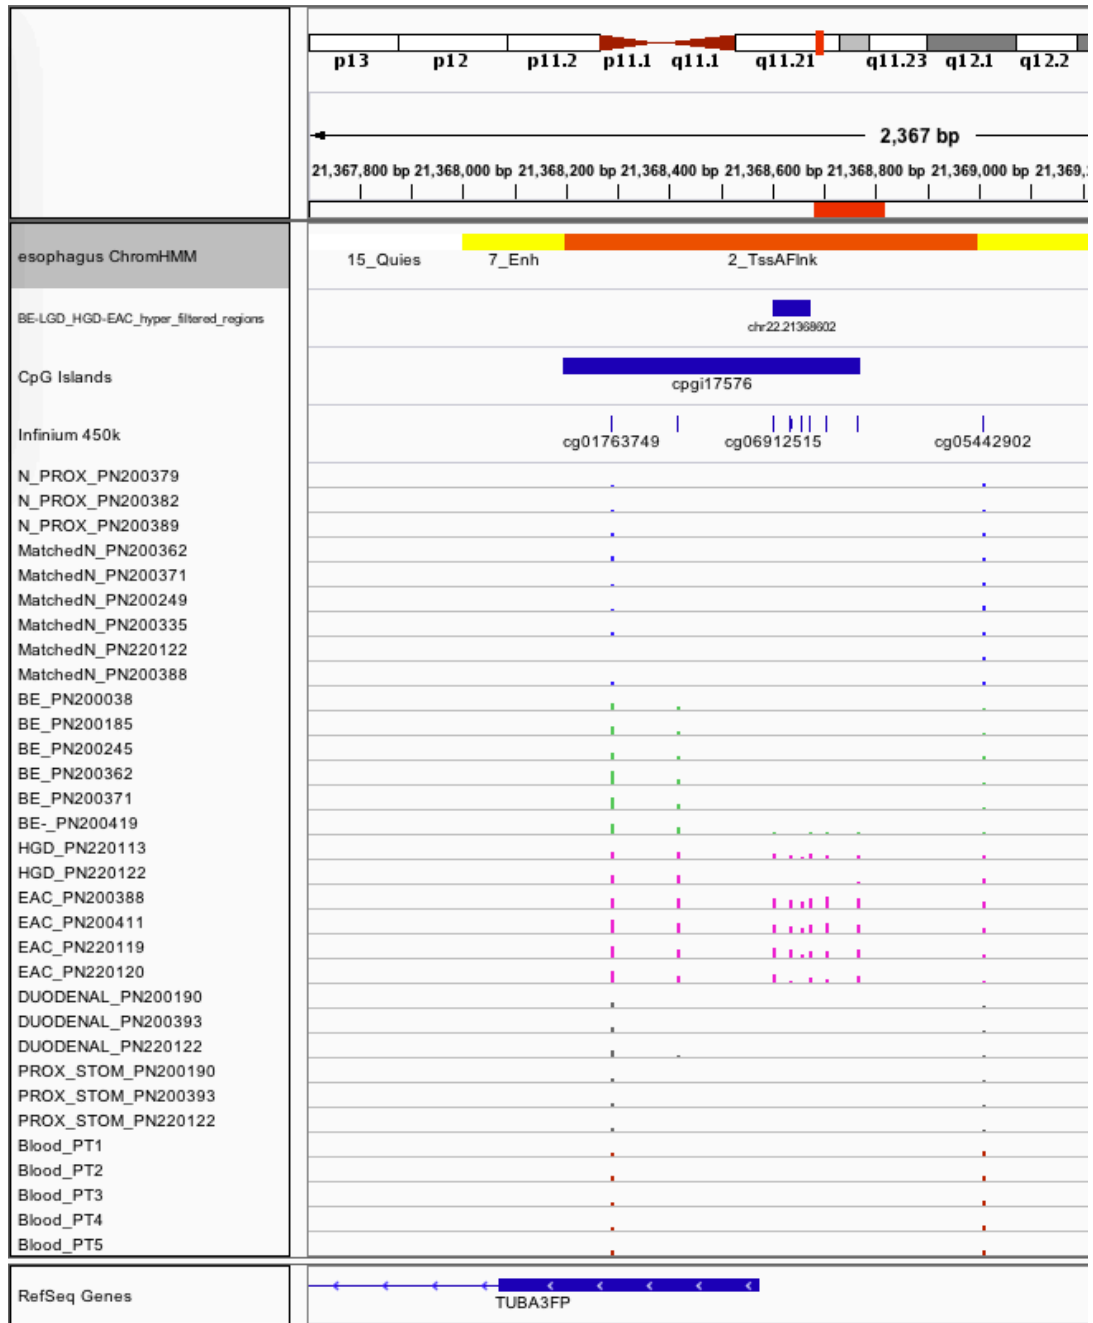 p13 p12 p11.2 p11.1 q11.1 q11.21 q11.23 q12.1 q12.2
2,367 bp
21,367,800 bp 21,368,000 bp 21,368,200 bp 21,368,400 bp 21,368,600 bp 21,368,800 bp 21,369,000 bp 21,369,
esophagus ChromHMM
15_Quies 7_Enh 2_TssAFlnk
BE-LGD_HGD-EAC_hyper_filtered_regions
chr22.21368602
CpG Islands
cpgi17576
Infinium 450k
cg01763749 cg06912515 cg05442902
N_PROX_PN200379
N_PROX_PN200382
N_PROX_PN200389
MatchedN_PN200362
MatchedN_PN200371
MatchedN_PN200249
MatchedN_PN200335
MatchedN_PN220122
MatchedN_PN200388
BE_PN200038
BE_PN200185
BE_PN200245
BE_PN200362
BE_PN200371
BE-_PN200419
HGD_PN220113
HGD_PN220122
EAC_PN200388
EAC_PN200411
EAC_PN220119
EAC_PN220120
DUODENAL_PN200190
DUODENAL_PN200393
DUODENAL_PN220122
PROX_STOM_PN200190
PROX_STOM_PN200393
PROX_STOM_PN220122
Blood_PT1
Blood_PT2
Blood_PT3
Blood_PT4
Blood_PT5
RefSeq Genes
TUBA3FP